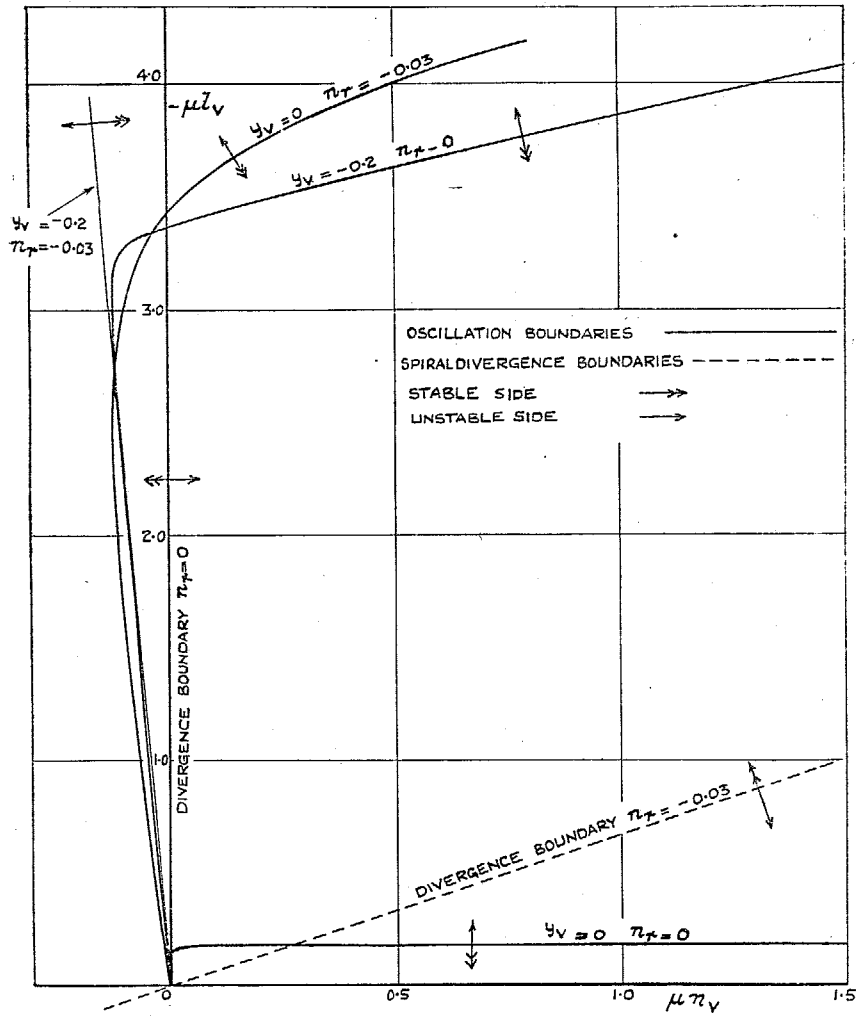 4.0
-μl_v
y_v = 0 n_r = -0.03
y_v = -0.2 n_r - 0
y_v = -0.2
n_r = -0.03
3.0
OSCILLATION BOUNDARIES
SPIRAL DIVERGENCE BOUNDARIES
STABLE SIDE
UNSTABLE SIDE
2.0
DIVERGENCE BOUNDARY n_r = 0
1.0
DIVERGENCE BOUNDARY n_r = -0.03
y_v = 0 n_r = 0
0
0.5
1.0
1.5
μn_v